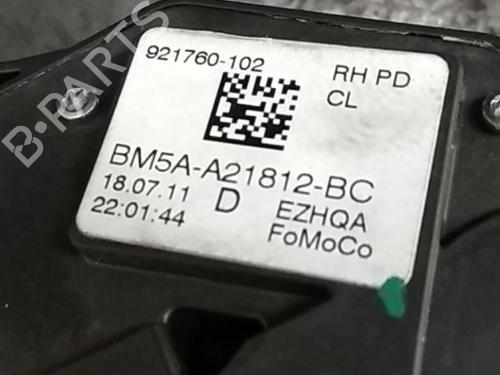 B-PARTS
921760-102
RH PD
CL
BM5A-A21812-BC
18.07.11 D EZHQA
22:01:44 FoMoCo